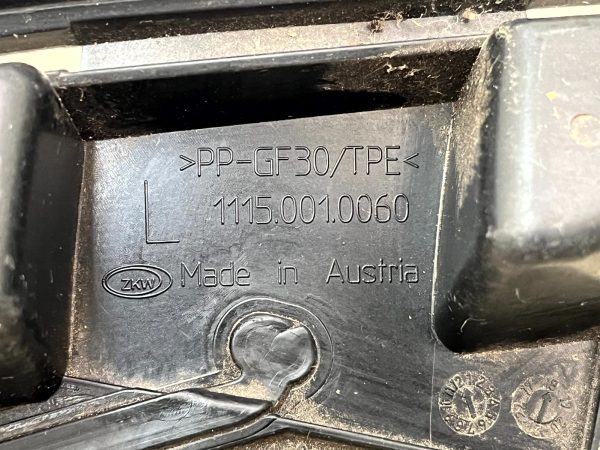 >PP-GF30/TPE<
L 1115.001.0060
ZKW Made in Austria